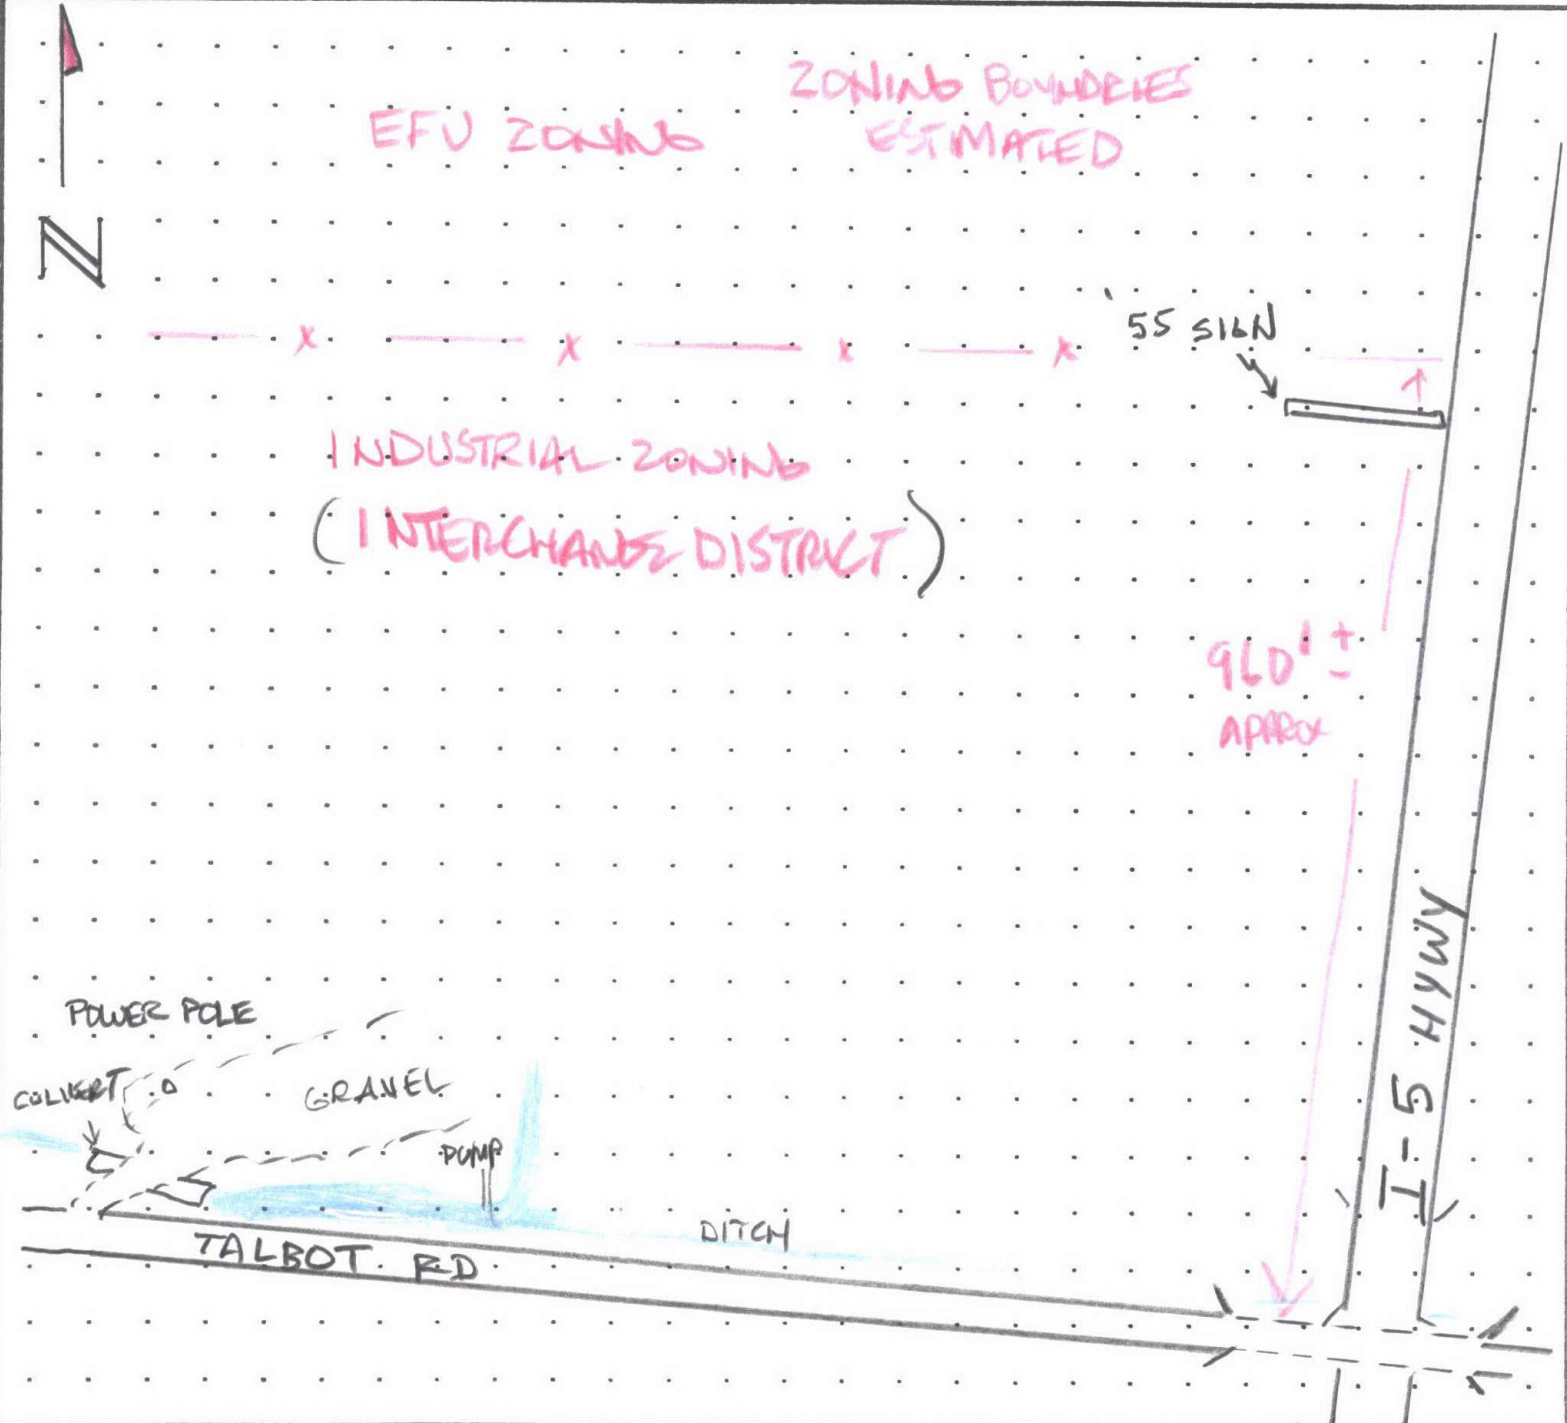 ZONING BOUNDRIES
ESTIMATED
EFU ZONING
N
'55 SIGN
INDUSTRIAL ZONING
(INTERCHANGE DISTRICT)
960' ±
APPROX
I-5 HYWY
POWER POLE
CULVERT
GRAVEL
PUMP
DITCH
TALBOT RD